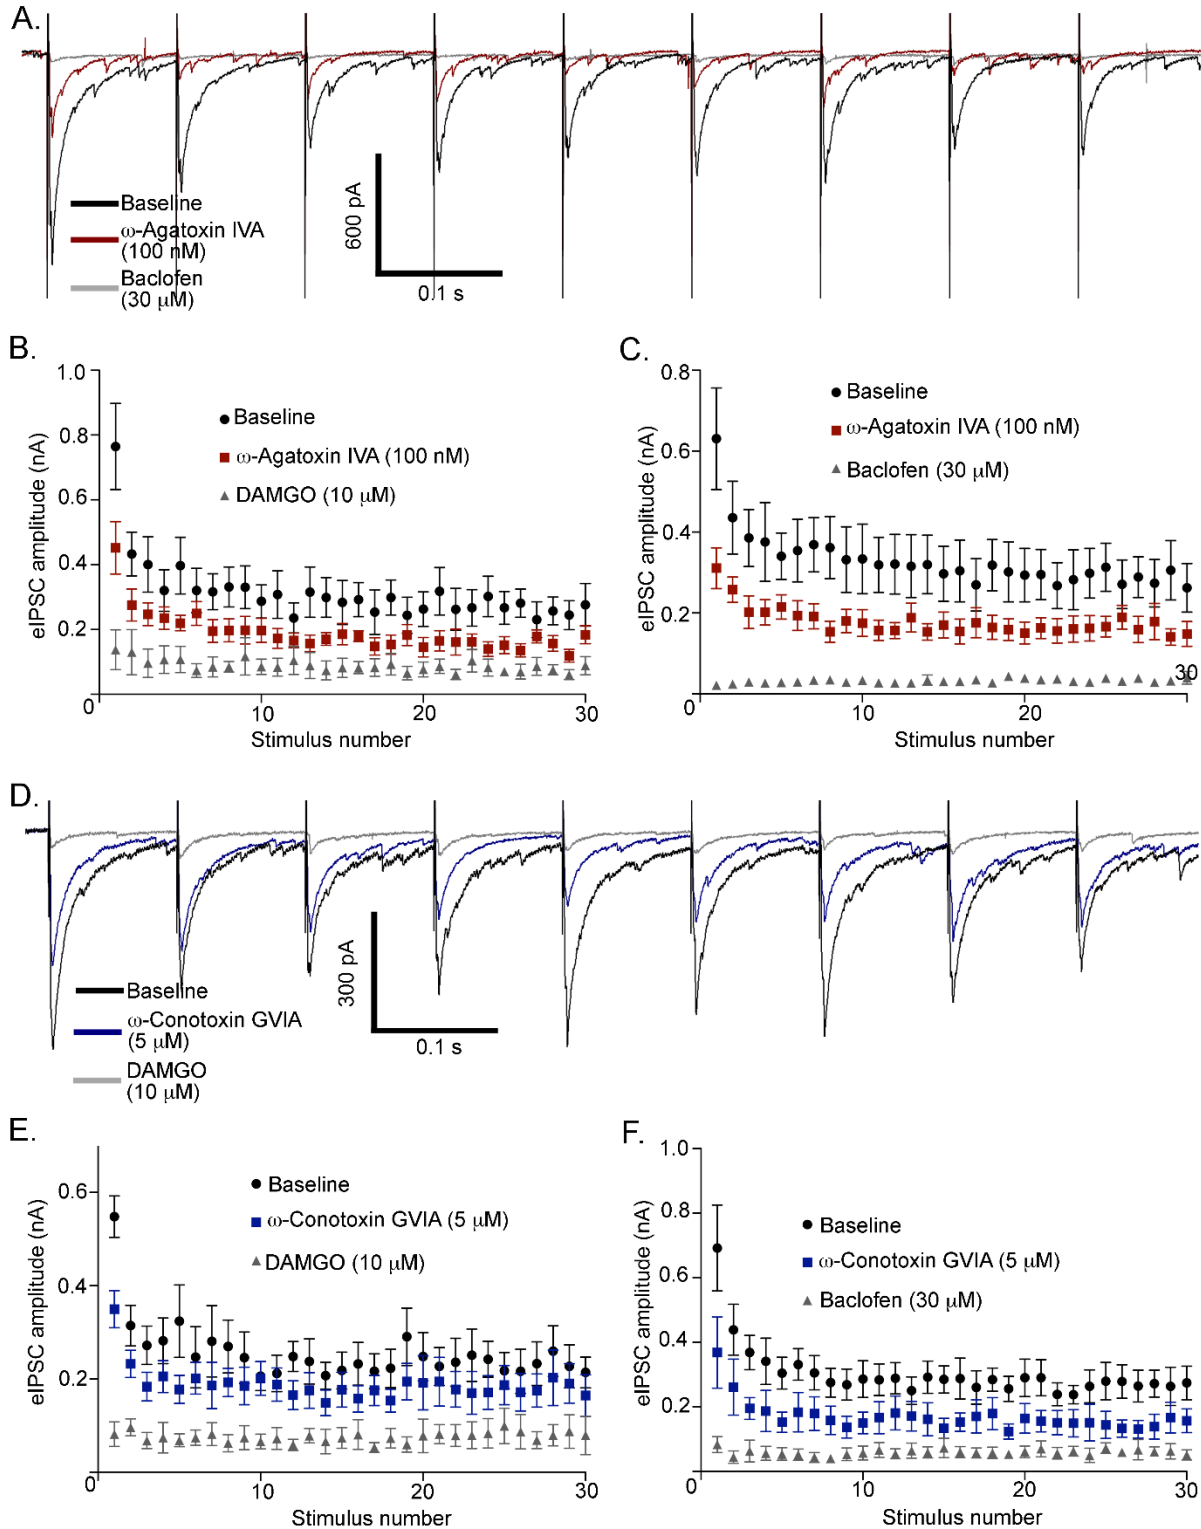 A.
Baseline
ω-Agatoxin IVA
(100 nM)
Baclofen
(30 μM)
600 pA
0.1 s
B.
1.0
0.8
0.6
0.4
0.2
0
10
20
30
eIPSC amplitude (nA)
Stimulus number
Baseline
ω-Agatoxin IVA (100 nM)
DAMGO (10 μM)
C.
0.8
0.6
0.4
0.2
0
10
20
30
eIPSC amplitude (nA)
Stimulus number
Baseline
ω-Agatoxin IVA (100 nM)
Baclofen (30 μM)
30
D.
Baseline
ω-Conotoxin GVIA
(5 μM)
DAMGO
(10 μM)
300 pA
0.1 s
E.
0.6
0.4
0.2
0
10
20
30
eIPSC amplitude (nA)
Stimulus number
Baseline
ω-Conotoxin GVIA (5 μM)
DAMGO (10 μM)
F.
1.0
0.8
0.6
0.4
0.2
0
10
20
30
eIPSC amplitude (nA)
Stimulus number
Baseline
ω-Conotoxin GVIA (5 μM)
Baclofen (30 μM)